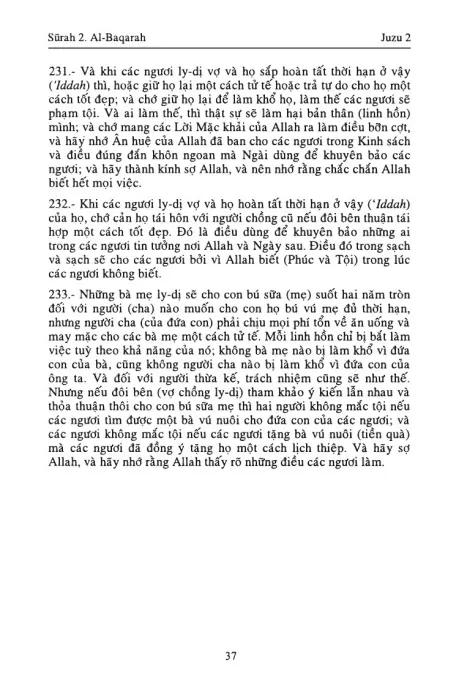 Sūrah 2. Al-Baqarah Juzu 2
231.- Và khi các ngươi ly-dị vợ và họ sắp hoàn tất thời hạn ở vậy
('Iddah) thì, hoặc giữ họ lại một cách tử tế hoặc trả tự do cho họ một
cách tốt đẹp; và chớ giữ họ lại để làm khổ họ, làm thế các ngươi sẽ
phạm tội. Và ai làm thế, thì thật sự sẽ làm hại bản thân (linh hồn)
mình; và chớ mang các Lời Mặc khải của Allah ra làm điều bỡn cợt,
và hãy nhớ Ân huệ của Allah đã ban cho các ngươi trong Kinh sách
và điều đúng đắn khôn ngoan mà Ngài dùng để khuyên bảo các
ngươi; và hãy thành kính sợ Allah, và nên nhớ rằng chắc chắn Allah
biết hết mọi việc.
232.- Khi các ngươi ly-dị vợ và họ hoàn tất thời hạn ở vậy ('Iddah)
của họ, chớ cản họ tái hôn với người chồng cũ nếu đôi bên thuận tái
hợp một cách tốt đẹp. Đó là điều dùng để khuyên bảo những ai
trong các ngươi tin tưởng nơi Allah và Ngày sau. Điều đó trong sạch
và sạch sẽ cho các ngươi bởi vì Allah biết (Phúc và Tội) trong lúc
các ngươi không biết.
233.- Những bà mẹ ly-dị sẽ cho con bú sữa (mẹ) suốt hai năm tròn
đối với người (cha) nào muốn cho con họ bú vú mẹ đủ thời hạn,
nhưng người cha (của đứa con) phải chịu mọi phí tổn về ăn uống và
may mặc cho các bà mẹ một cách tử tế. Mỗi linh hồn chỉ bị bắt làm
việc tuỳ theo khả năng của nó; không bà mẹ nào bị làm khổ vì đứa
con của bà, cũng không người cha nào bị làm khổ vì đứa con của
ông ta. Và đối với người thừa kế, trách nhiệm cũng sẽ như thế.
Nhưng nếu đôi bên (vợ chồng ly-dị) tham khảo ý kiến lẫn nhau và
thỏa thuận thôi cho con bú sữa mẹ thì hai người không mắc tội nếu
các ngươi tìm được một bà vú nuôi cho đứa con của các ngươi; và
các ngươi không mắc tội nếu các ngươi tặng bà vú nuôi (tiền quà)
mà các ngươi đã đồng ý tặng họ một cách lịch thiệp. Và hãy sợ
Allah, và hãy nhớ rằng Allah thấy rõ những điều các ngươi làm.
37